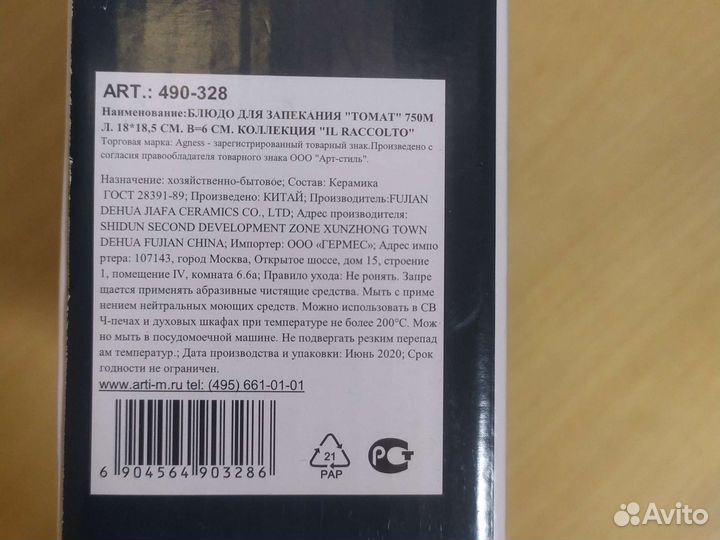 ART.: 490-328
Наименование:БЛЮДО ДЛЯ ЗАПЕКАНИЯ "ТОМАТ" 750М
Л. 18*18,5 СМ. В=6 СМ. КОЛЛЕКЦИЯ "IL RACCOLTO"
Торговая марка: Agness - зарегистрированный товарный знак.Произведено с
согласия правообладателя товарного знака ООО "Арт-стиль".
Назначение: хозяйственно-бытовое; Состав: Керамика
ГОСТ 28391-89; Произведено: КИТАЙ; Производитель:FUJIAN
DEHUA JIAFA CERAMICS CO., LTD; Адрес производителя:
SHIDUN SECOND DEVELOPMENT ZONE XUNZHONG TOWN
DEHUA FUJIAN CHINA; Импортер: ООО «ГЕРМЕС»; Адрес импо
ртера: 107143, город Москва, Открытое шоссе, дом 15, строение
1, помещение IV, комната 6.6а; Правило ухода: Не ронять. Запре
щается применять абразивные чистящие средства. Мыть с приме
нением нейтральных моющих средств. Можно использовать в СВ
Ч-печах и духовых шкафах при температуре не более 200°С. Мож
но мыть в посудомоечной машине. Не подвергать резким перепад
ам температур.; Дата производства и упаковки: Июнь 2020; Срок
годности не ограничен.
www.arti-m.ru tel: (495) 661-01-01
6 904564 903286
21
PAP
РСТ
Avito